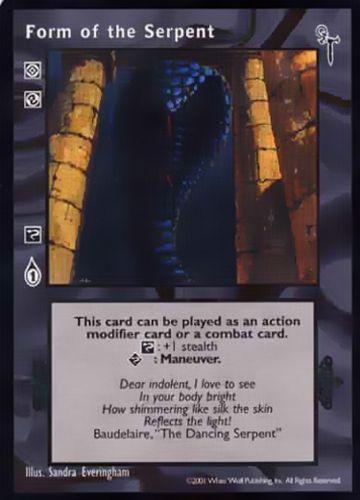 Form of the Serpent
1
This card can be played as an action
modifier card or a combat card.
: +1 stealth
: Maneuver.
Dear indolent, I love to see
In your body bright
How shimmering like silk the skin
Reflects the light!
Baudelaire, "The Dancing Serpent"
Illus. Sandra Everingham
©2001 White Wolf Publishing, Inc. All Rights Reserved.